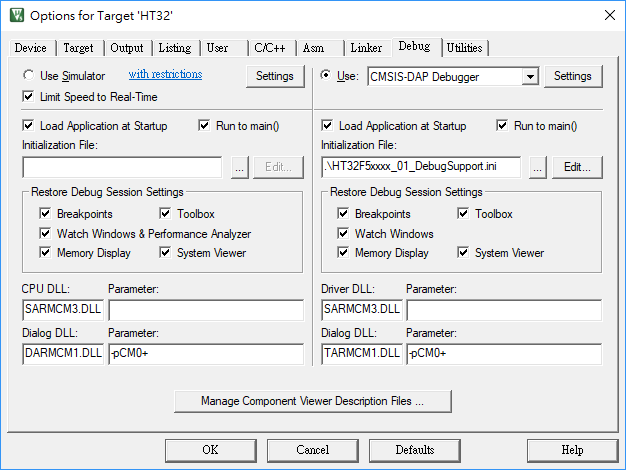 Options for Target 'HT32'
Device Target Output Listing User C/C++ Asm Linker Debug Utilities
Use Simulator with restrictions Settings
Limit Speed to Real-Time
Use: CMSIS-DAP Debugger Settings
Load Application at Startup Run to main()
Initialization File:
... Edit...
Load Application at Startup Run to main()
Initialization File:
.\HT32F5xxxx_01_DebugSupport.ini ... Edit...
Restore Debug Session Settings
Breakpoints Toolbox
Watch Windows & Performance Analyzer
Memory Display System Viewer
Restore Debug Session Settings
Breakpoints Toolbox
Watch Windows
Memory Display System Viewer
CPU DLL: Parameter:
SARMCM3.DLL
Dialog DLL: Parameter:
DARMCM1.DLL -pCM0+
Driver DLL: Parameter:
SARMCM3.DLL
Dialog DLL: Parameter:
TARMCM1.DLL -pCM0+
Manage Component Viewer Description Files ...
OK Cancel Defaults Help